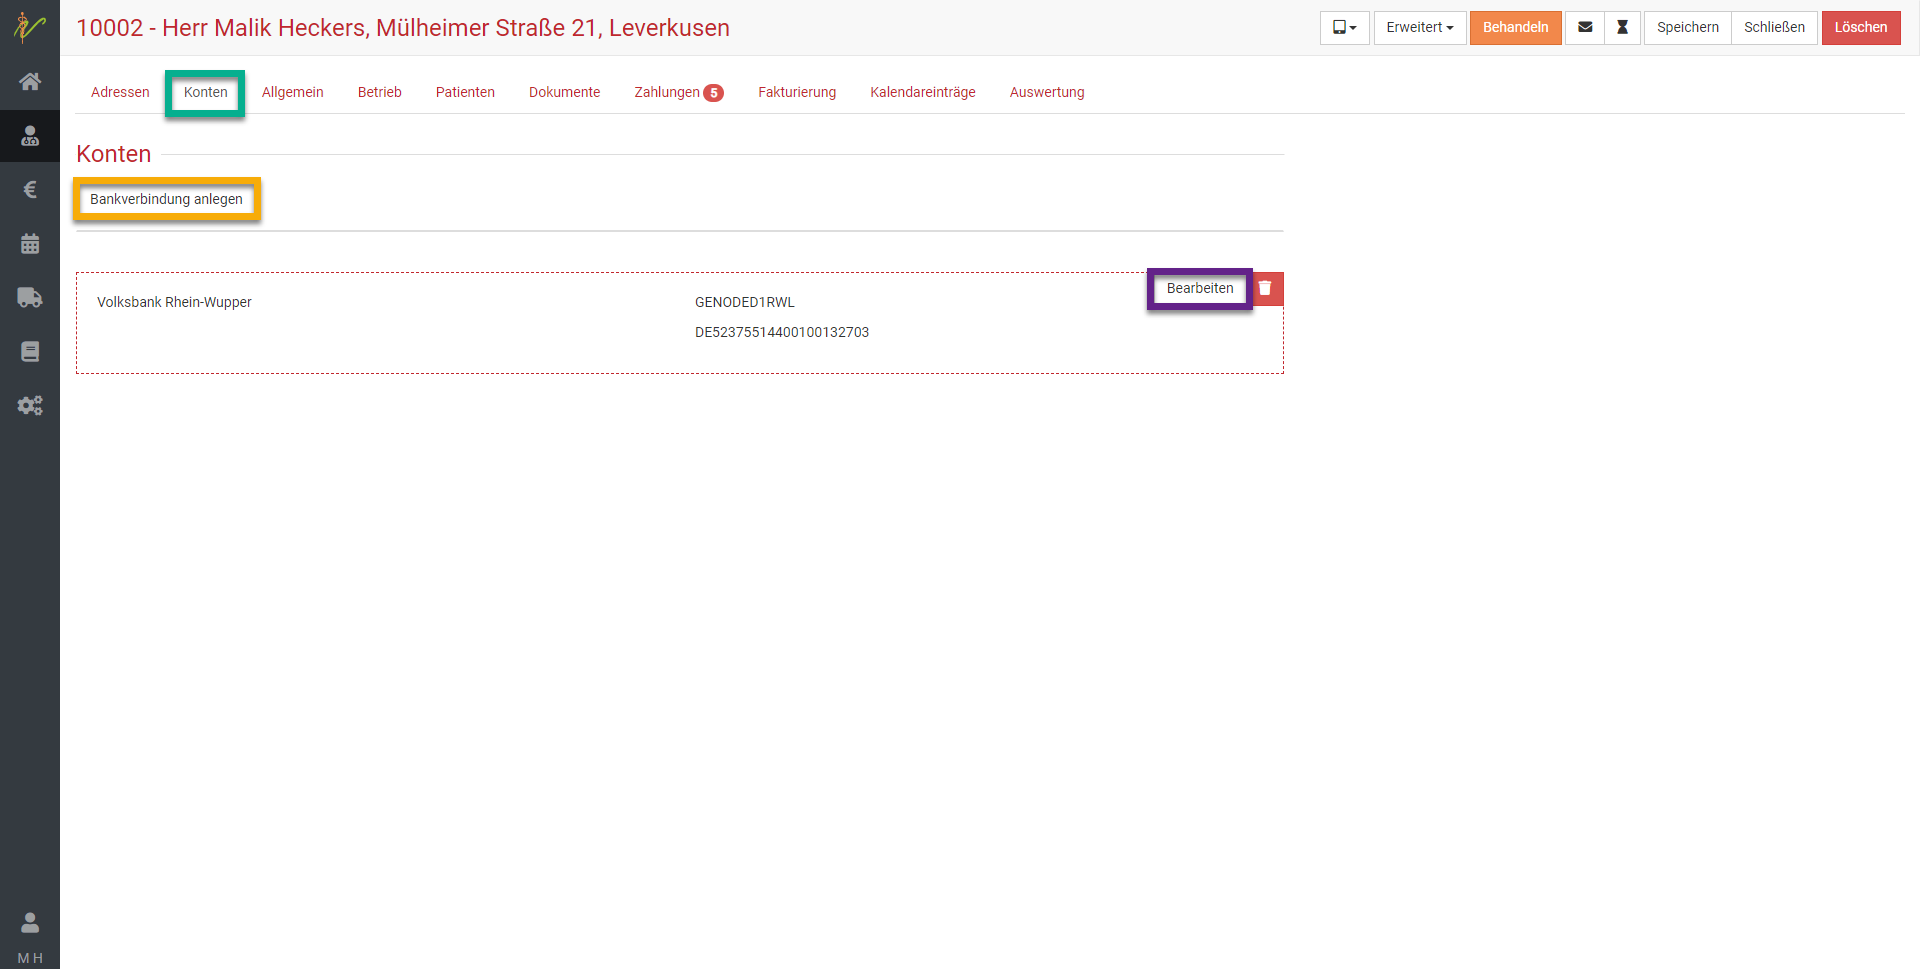 10002 - Herr Malik Heckers, Mülheimer Straße 21, Leverkusen
Erweitert
Behandeln
Speichern
Schließen
Löschen
Adressen
Konten
Allgemein
Betrieb
Patienten
Dokumente
Zahlungen 5
Fakturierung
Kalendareinträge
Auswertung
Konten
Bankverbindung anlegen
Bearbeiten
Volksbank Rhein-Wupper
GENODED1RWL
DE52375514400100132703
M H